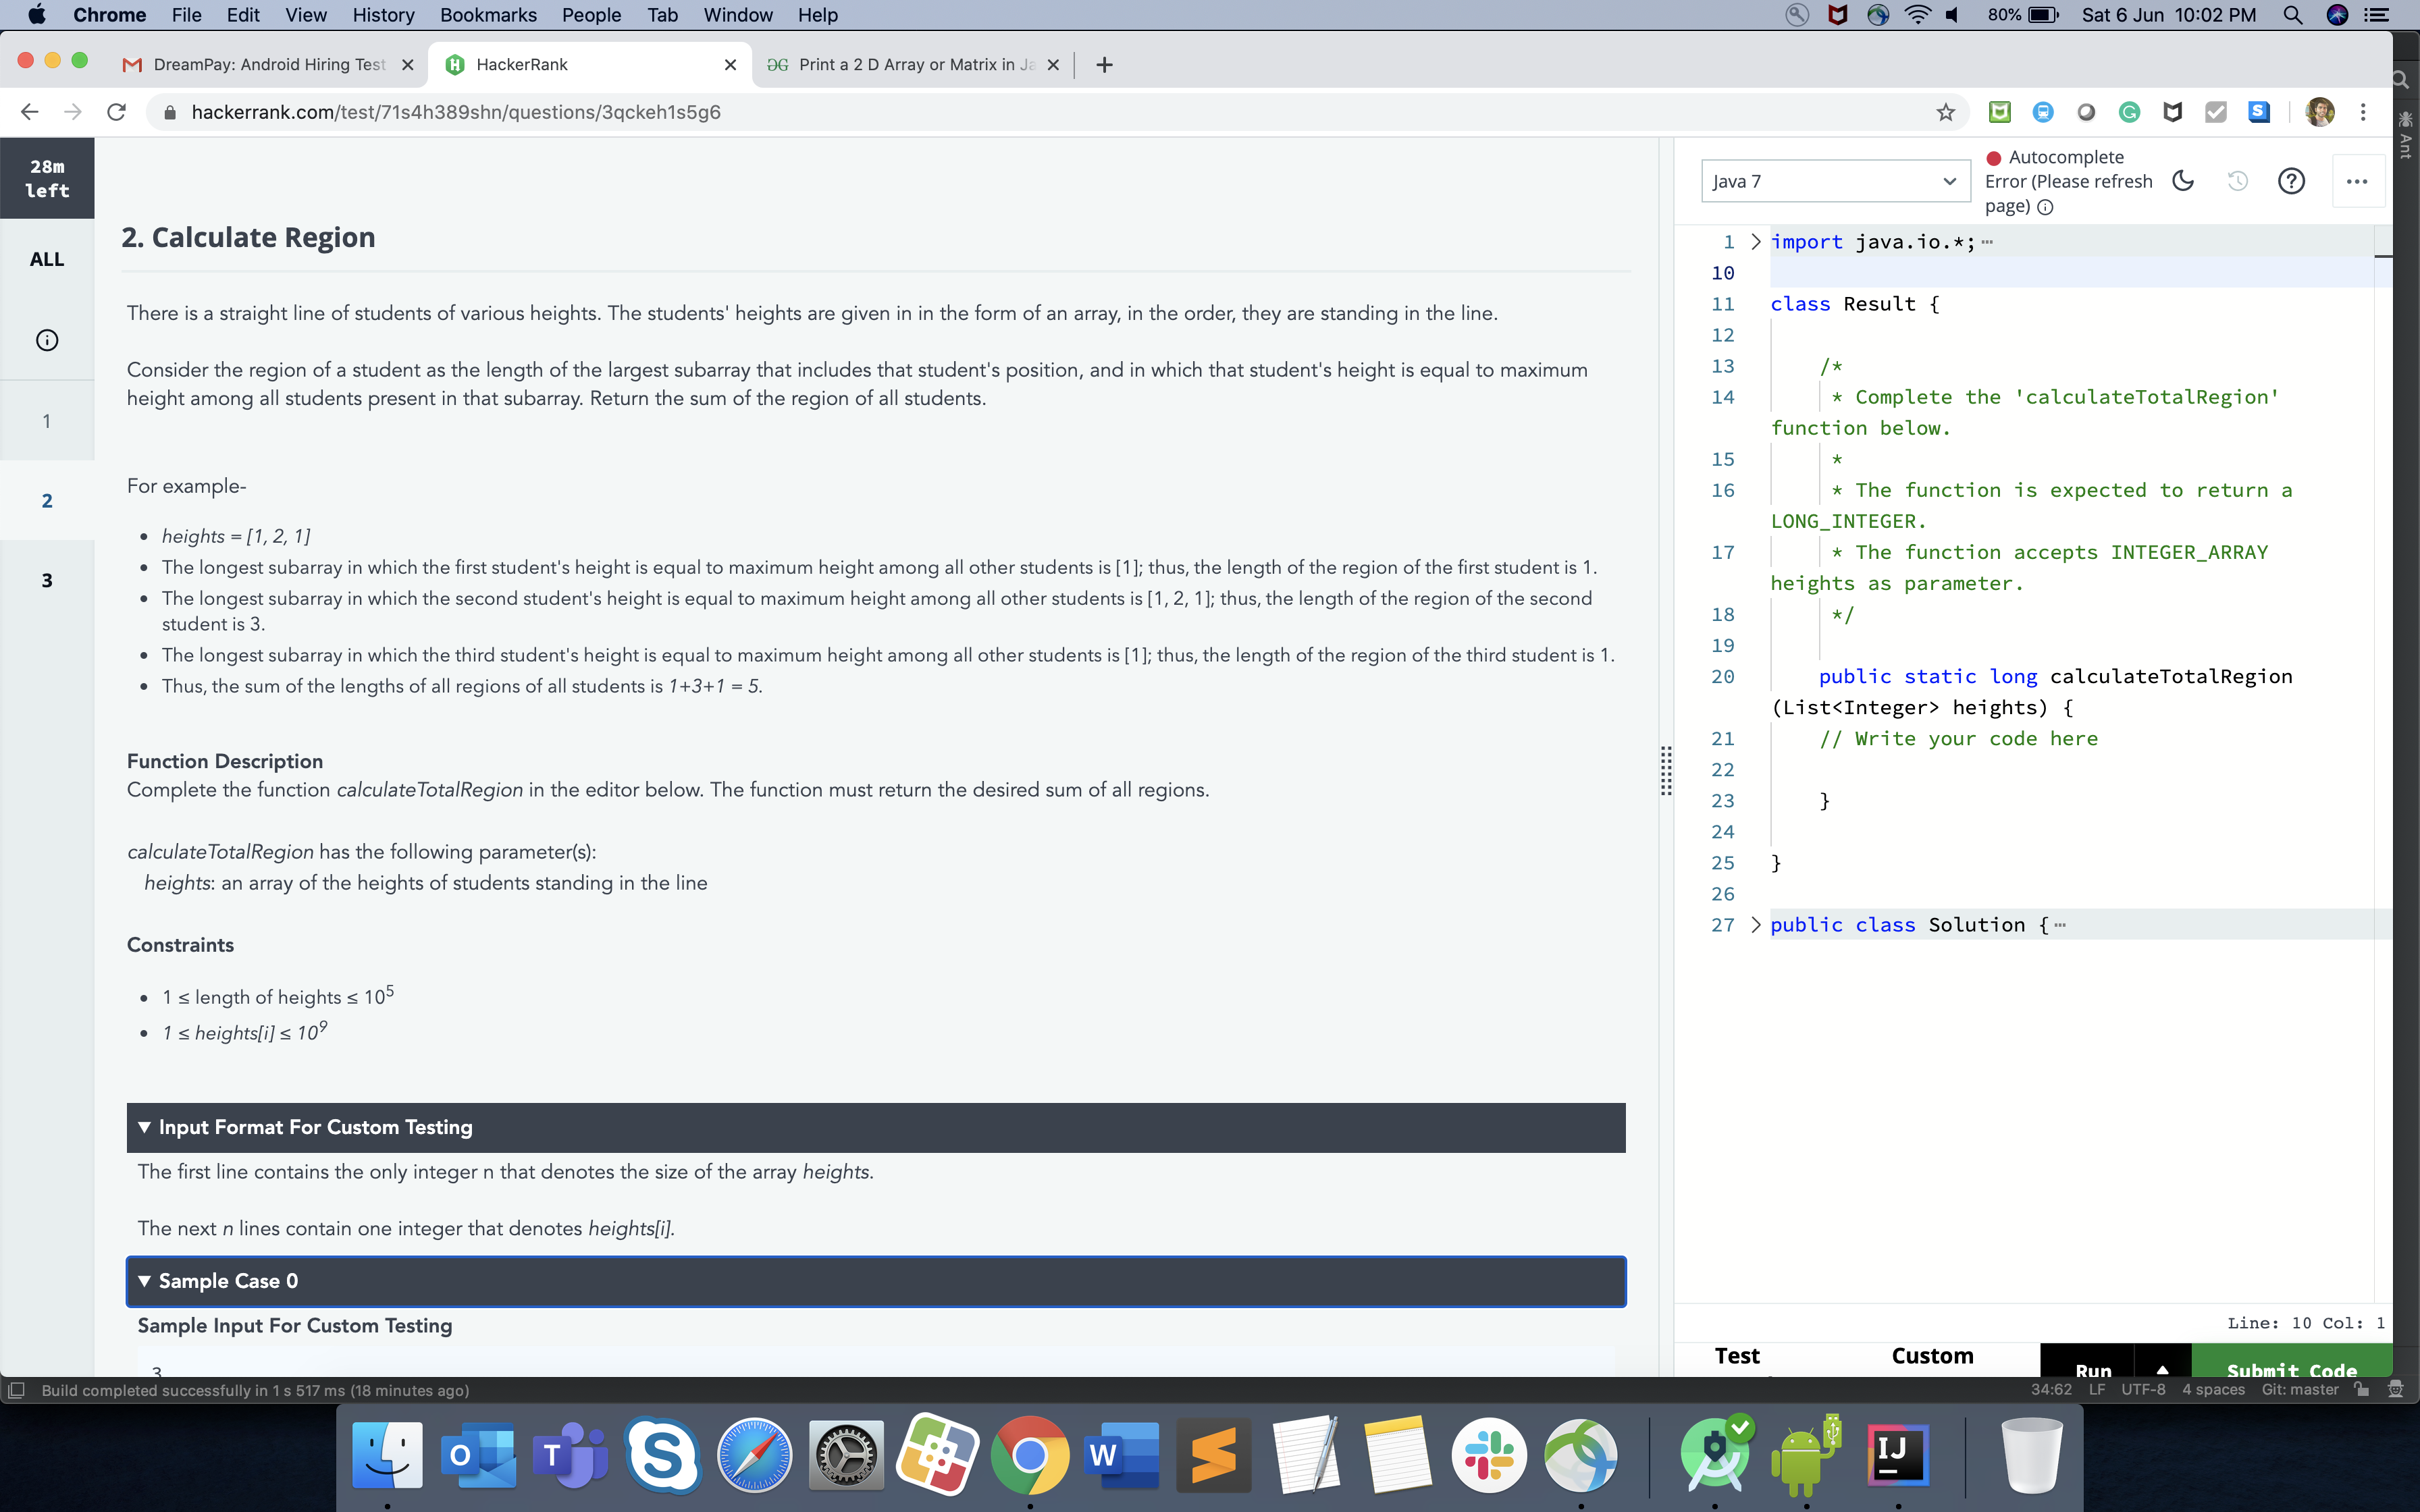 Chrome File Edit View History Bookmarks People Tab Window Help 80% Sat 6 Jun 10:02 PM
DreamPay: Android Hiring Test HackerRank Print a 2 D Array or Matrix in Ja
hackerrank.com/test/71s4h389shn/questions/3qckeh1s5g6
28m
left
ALL
1
2
3
2. Calculate Region
There is a straight line of students of various heights. The students' heights are given in in the form of an array, in the order, they are standing in the line.
Consider the region of a student as the length of the largest subarray that includes that student's position, and in which that student's height is equal to maximum
height among all students present in that subarray. Return the sum of the region of all students.
For example-
• heights = [1, 2, 1]
• The longest subarray in which the first student's height is equal to maximum height among all other students is [1]; thus, the length of the region of the first student is 1.
• The longest subarray in which the second student's height is equal to maximum height among all other students is [1, 2, 1]; thus, the length of the region of the second
student is 3.
• The longest subarray in which the third student's height is equal to maximum height among all other students is [1]; thus, the length of the region of the third student is 1.
• Thus, the sum of the lengths of all regions of all students is 1+3+1 = 5.
Function Description
Complete the function calculateTotalRegion in the editor below. The function must return the desired sum of all regions.
calculateTotalRegion has the following parameter(s):
heights: an array of the heights of students standing in the line
Constraints
• 1 ≤ length of heights ≤ 10⁵
• 1 ≤ heights[i] ≤ 10⁹
▼ Input Format For Custom Testing
The first line contains the only integer n that denotes the size of the array heights.
The next n lines contain one integer that denotes heights[i].
▼ Sample Case 0
Sample Input For Custom Testing
3
Java 7
Autocomplete
Error (Please refresh
page)
1 import java.io.*;
10
11 class Result {
12
13 /*
14 * Complete the 'calculateTotalRegion'
function below.
15 *
16 * The function is expected to return a
LONG_INTEGER.
17 * The function accepts INTEGER_ARRAY
heights as parameter.
18 */
19
20 public static long calculateTotalRegion
(List<Integer> heights) {
21 // Write your code here
22
23 }
24
25 }
26
27 public class Solution {
Line: 10 Col: 1
Test Custom Run Submit Code
Ant
Build completed successfully in 1 s 517 ms (18 minutes ago) 34:62 LF UTF-8 4 spaces Git: master